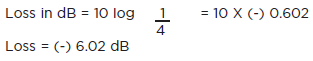 Loss in dB = 10 log 1/4 = 10 X (-) 0.602
Loss = (-) 6.02 dB